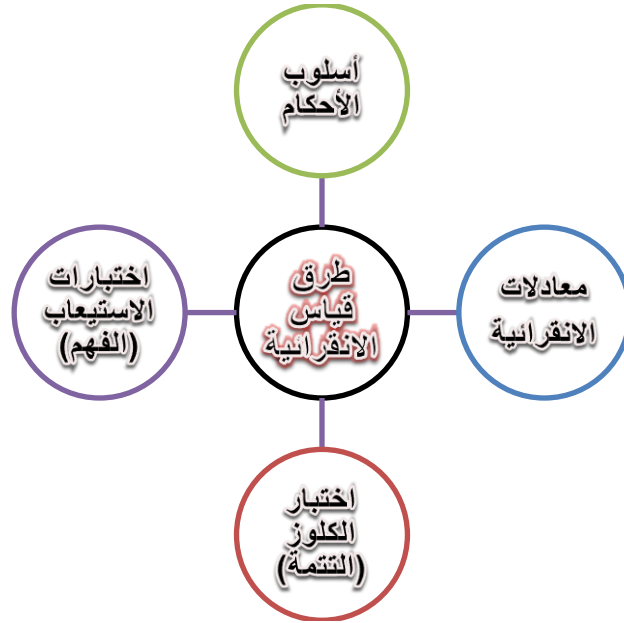 أسلوب
الأحكام
طرق
قياس
الانقرائية
معادلات
الانقرائية
اختبار
الكلوز
(التتمة)
اختبارات
الاستيعاب
(الفهم)